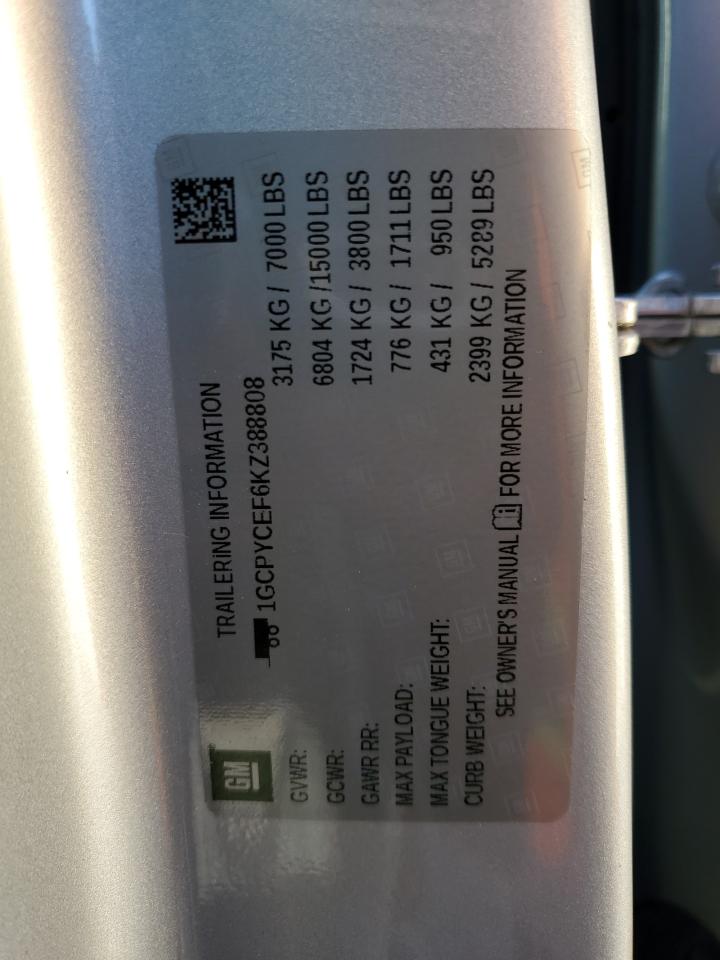 GM
TRAILERING INFORMATION
1GCPYCEF6KZ388808
GVWR: 3175 KG / 7000 LBS
GCWR: 6804 KG /15000 LBS
GAWR RR: 1724 KG / 3800 LBS
MAX PAYLOAD: 776 KG / 1711 LBS
MAX TONGUE WEIGHT: 431 KG / 950 LBS
CURB WEIGHT: 2399 KG / 5289 LBS
SEE OWNER'S MANUAL FOR MORE INFORMATION